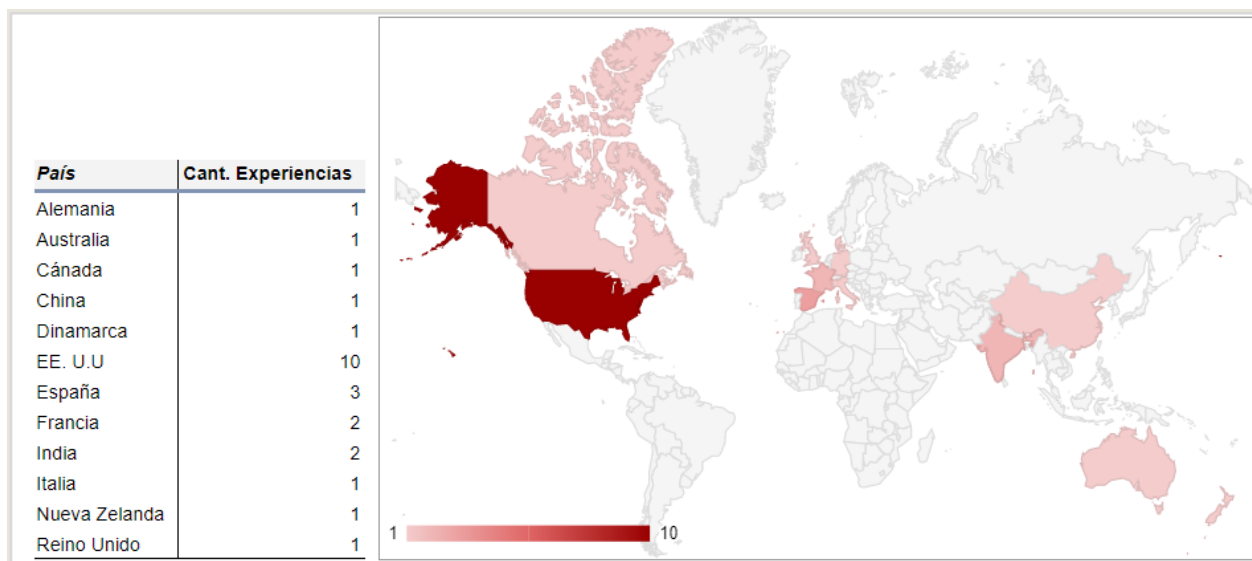 País Cant. Experiencias
Alemania 1
Australia 1
Cánada 1
China 1
Dinamarca 1
EE. U.U 10
España 3
Francia 2
India 2
Italia 1
Nueva Zelanda 1
Reino Unido 1
1 10